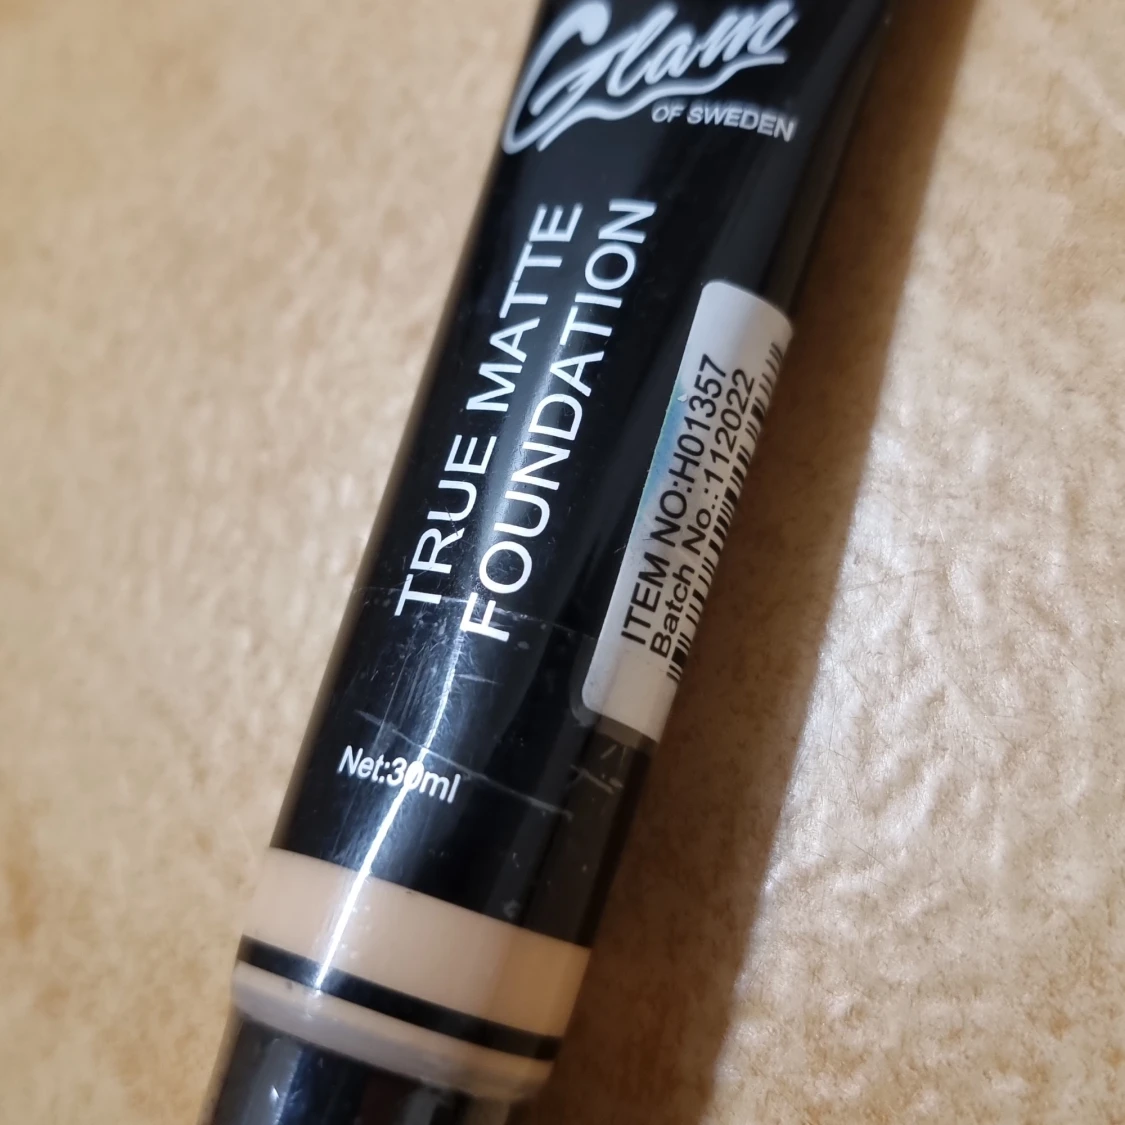 Glam
OF SWEDEN
TRUE MATTE
FOUNDATION
ITEM NO:H01357
Batch No.:112022
Net:30ml